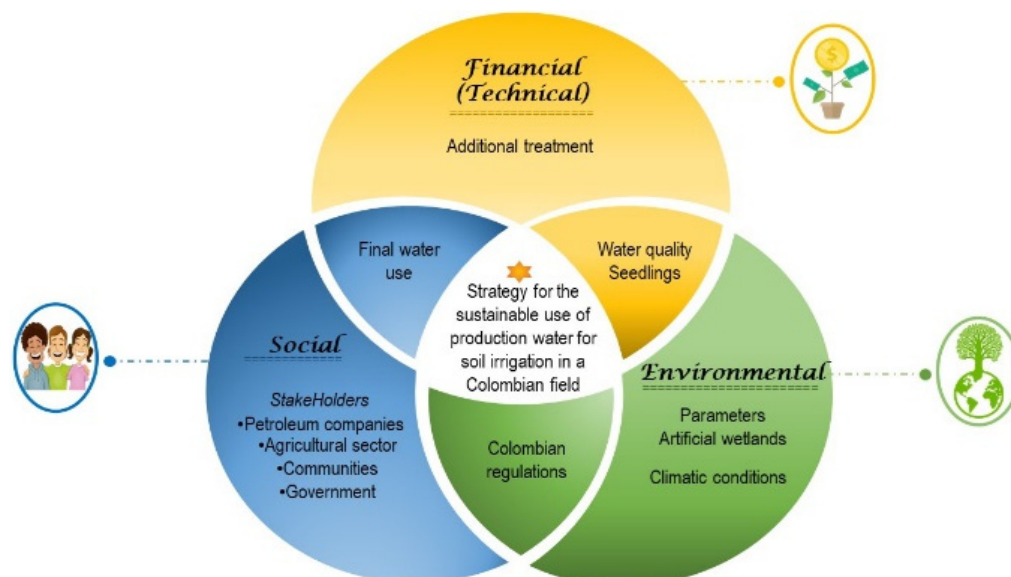 Financial
(Technical)
Additional treatment
Final water
use
Water quality
Seedlings
Strategy for the
sustainable use of
production water for
soil irrigation in a
Colombian field
Social
StakeHolders
•Petroleum companies
•Agricultural sector
•Communities
•Government
Environmental
Parameters
Artificial wetlands
Climatic conditions
Colombian
regulations
$